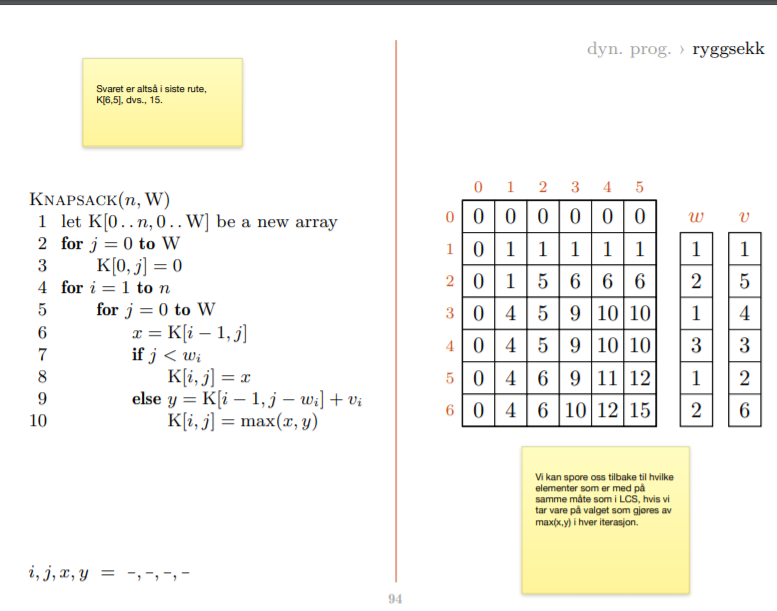 dyn. prog. › ryggsekk
Svaret er altså i siste rute,
K[6,5], dvs., 15.
KNAPSACK(n, W)
1 let K[0 . . n, 0 . . W] be a new array
2 for j = 0 to W
3 K[0, j] = 0
4 for i = 1 to n
5 for j = 0 to W
6 x = K[i − 1, j]
7 if j < wᵢ
8 K[i, j] = x
9 else y = K[i − 1, j − wᵢ] + vᵢ
10 K[i, j] = max(x, y)
i, j, x, y = –, –, –, –
0 1 2 3 4 5
0 0 0 0 0 0 0 w v
1 0 1 1 1 1 1 1 1
2 0 1 5 6 6 6 2 5
3 0 4 5 9 10 10 1 4
4 0 4 5 9 10 10 3 3
5 0 4 6 9 11 12 1 2
6 0 4 6 10 12 15 2 6
Vi kan spore oss tilbake til hvilke
elementer som er med på
samme måte som i LCS, hvis vi
tar vare på valget som gjøres av
max(x,y) i hver iterasjon.
94